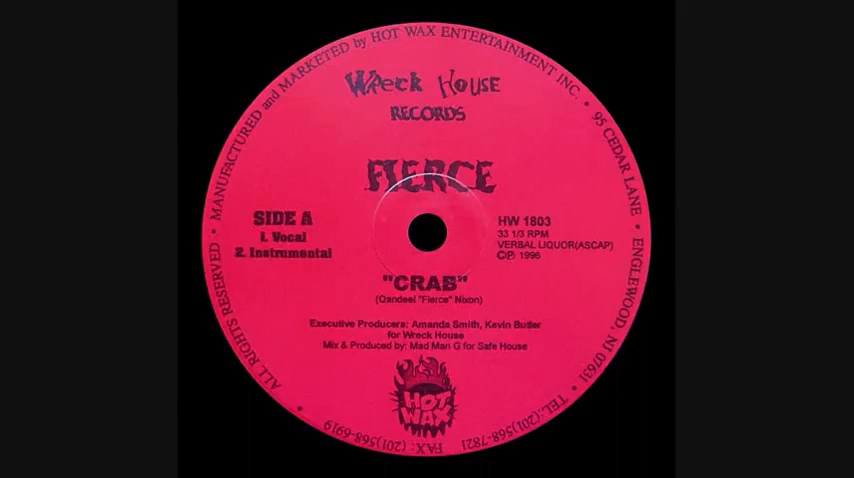 Wreck House
RECORDS
FIERCE
SIDE A
1. Vocal
2. Instrumental
HW 1803
33 1/3 RPM
VERBAL LIQUOR(ASCAP)
©℗ 1996
"CRAB"
(Qandeel "Fierce" Nixon)
Executive Producers: Amanda Smith, Kevin Butler
for Wreck House
Mix & Produced by: Mad Man G for Safe House
HOT WAX
• ALL RIGHTS RESERVED • MANUFACTURED and MARKETED by HOT WAX ENTERTAINMENT INC. • 95 CEDAR LANE • ENGLEWOOD, NJ 07631 • TEL.:(201)568-7821 FAX.: (201)568-6919